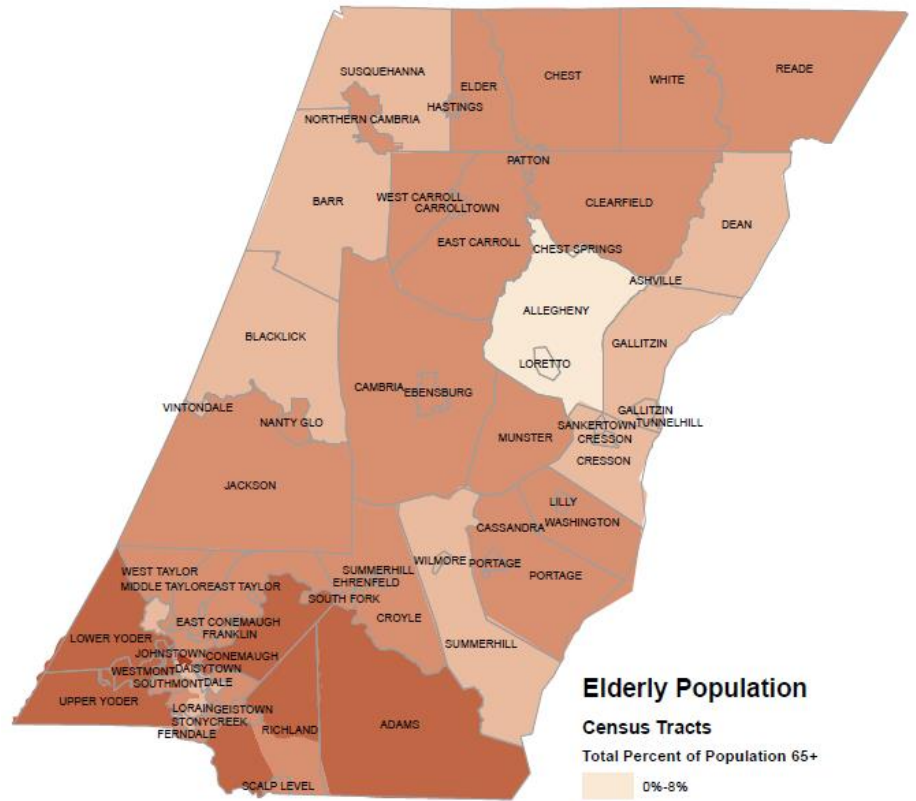 SUSQUEHANNA
ELDER
CHEST
WHITE
READE
HASTINGS
NORTHERN CAMBRIA
PATTON
BARR
WEST CARROLL
CARROLLTOWN
CLEARFIELD
DEAN
EAST CARROLL
CHEST SPRINGS
ASHVILLE
ALLEGHENY
BLACKLICK
GALLITZIN
LORETTO
CAMBRIA
EBENSBURG
VINTONDALE
NANTY GLO
GALLITZIN
TUNNELHILL
SANKERTOWN
CRESSON
MUNSTER
CRESSON
JACKSON
LILLY
CASSANDRA
WASHINGTON
WILMORE
PORTAGE
WEST TAYLOR
SUMMERHILL
PORTAGE
MIDDLE TAYLOR
EAST TAYLOR
EHRENFELD
SOUTH FORK
CROYLE
EAST CONEMAUGH
FRANKLIN
LOWER YODER
SUMMERHILL
JOHNSTOWN
CONEMAUGH
WESTMONT
DAISYTOWN
SOUTHMONT
DALE
UPPER YODER
LORAIN
GEISTOWN
STONYCREEK
FERNDALE
RICHLAND
ADAMS
SCALP LEVEL
Elderly Population
Census Tracts
Total Percent of Population 65+
0%-8%